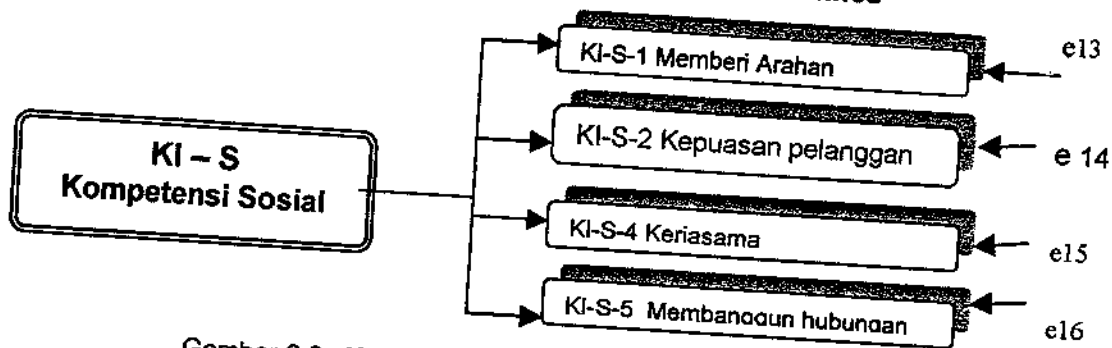 KI-S-1 Memberi Arahan
e13
KI-S-2 Kepuasan pelanggan
e 14
KI – S
Kompetensi Sosial
KI-S-4 Kerjasama
e15
KI-S-5 Membangun hubungan
e16
Gambar